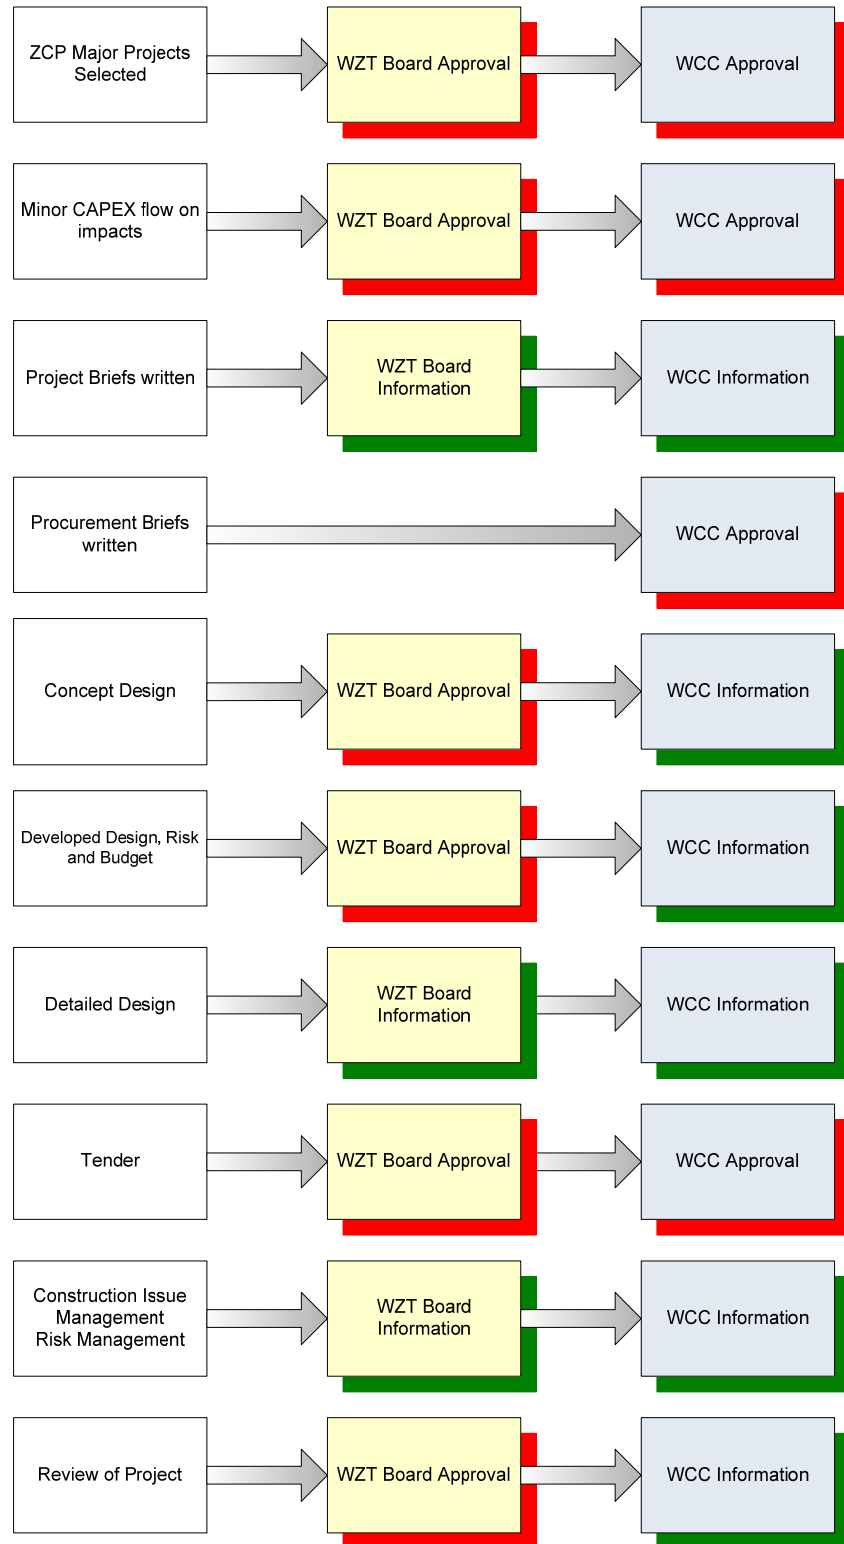 ZCP Major Projects
Selected
WZT Board Approval
WCC Approval
Minor CAPEX flow on
impacts
WZT Board Approval
WCC Approval
Project Briefs written
WZT Board
Information
WCC Information
Procurement Briefs
written
WCC Approval
Concept Design
WZT Board Approval
WCC Information
Developed Design, Risk
and Budget
WZT Board Approval
WCC Information
Detailed Design
WZT Board
Information
WCC Information
Tender
WZT Board Approval
WCC Approval
Construction Issue
Management
Risk Management
WZT Board
Information
WCC Information
Review of Project
WZT Board Approval
WCC Information